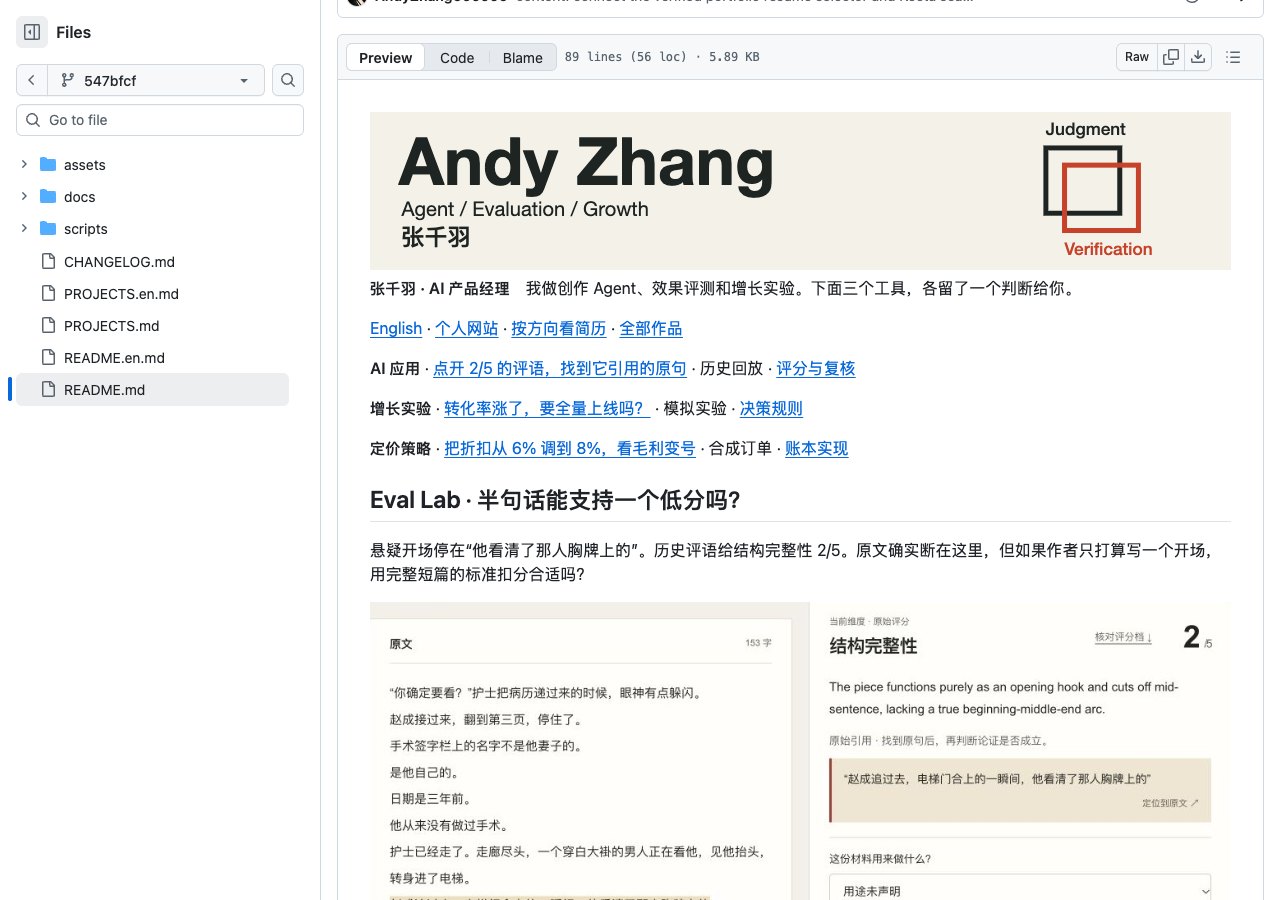 Files
547bfcf
Go to file
assets
docs
scripts
CHANGELOG.md
PROJECTS.en.md
PROJECTS.md
README.en.md
README.md
Preview
Code
Blame
89 lines (56 loc) · 5.89 KB
Raw
Andy Zhang
Agent / Evaluation / Growth
张千羽
Judgment
Verification
张千羽 · AI 产品经理 我做创作 Agent、效果评测和增长实验。下面三个工具，各留了一个判断给你。
English · 个人网站 · 按方向看简历 · 全部作品
AI 应用 · 点开 2/5 的评语，找到它引用的原句 · 历史回放 · 评分与复核
增长实验 · 转化率涨了，要全量上线吗？ · 模拟实验 · 决策规则
定价策略 · 把折扣从 6% 调到 8%，看毛利变号 · 合成订单 · 账本实现
Eval Lab · 半句话能支持一个低分吗?
悬疑开场停在“他看清了那人胸牌上的”。历史评语给结构完整性 2/5。原文确实断在这里，但如果作者只打算写一个开场，
用完整短篇的标准扣分合适吗?
原文
153 字
“你确定要看？”护士把病历递过来的时候，眼神有点躲闪。
赵成接过来，翻到第三页，停住了。
手术签字栏上的名字不是他妻子的。
是他自己的。
日期是三年前。
他从来没有做过手术。
护士已经走了。走廊尽头，一个穿白大褂的男人正在看他，见他抬头，
转身进了电梯。
当前维度 · 原始评分
结构完整性
核对评分档 ↓
2 /5
The piece functions purely as an opening hook and cuts off mid-
sentence, lacking a true beginning-middle-end arc.
原始引用 · 找到原句后，再判断论证是否成立。
“赵成追过去，电梯门合上的一瞬间，他看清了那人胸牌上的”
定位到原文 ↗
这份材料用来做什么?
用途未声明